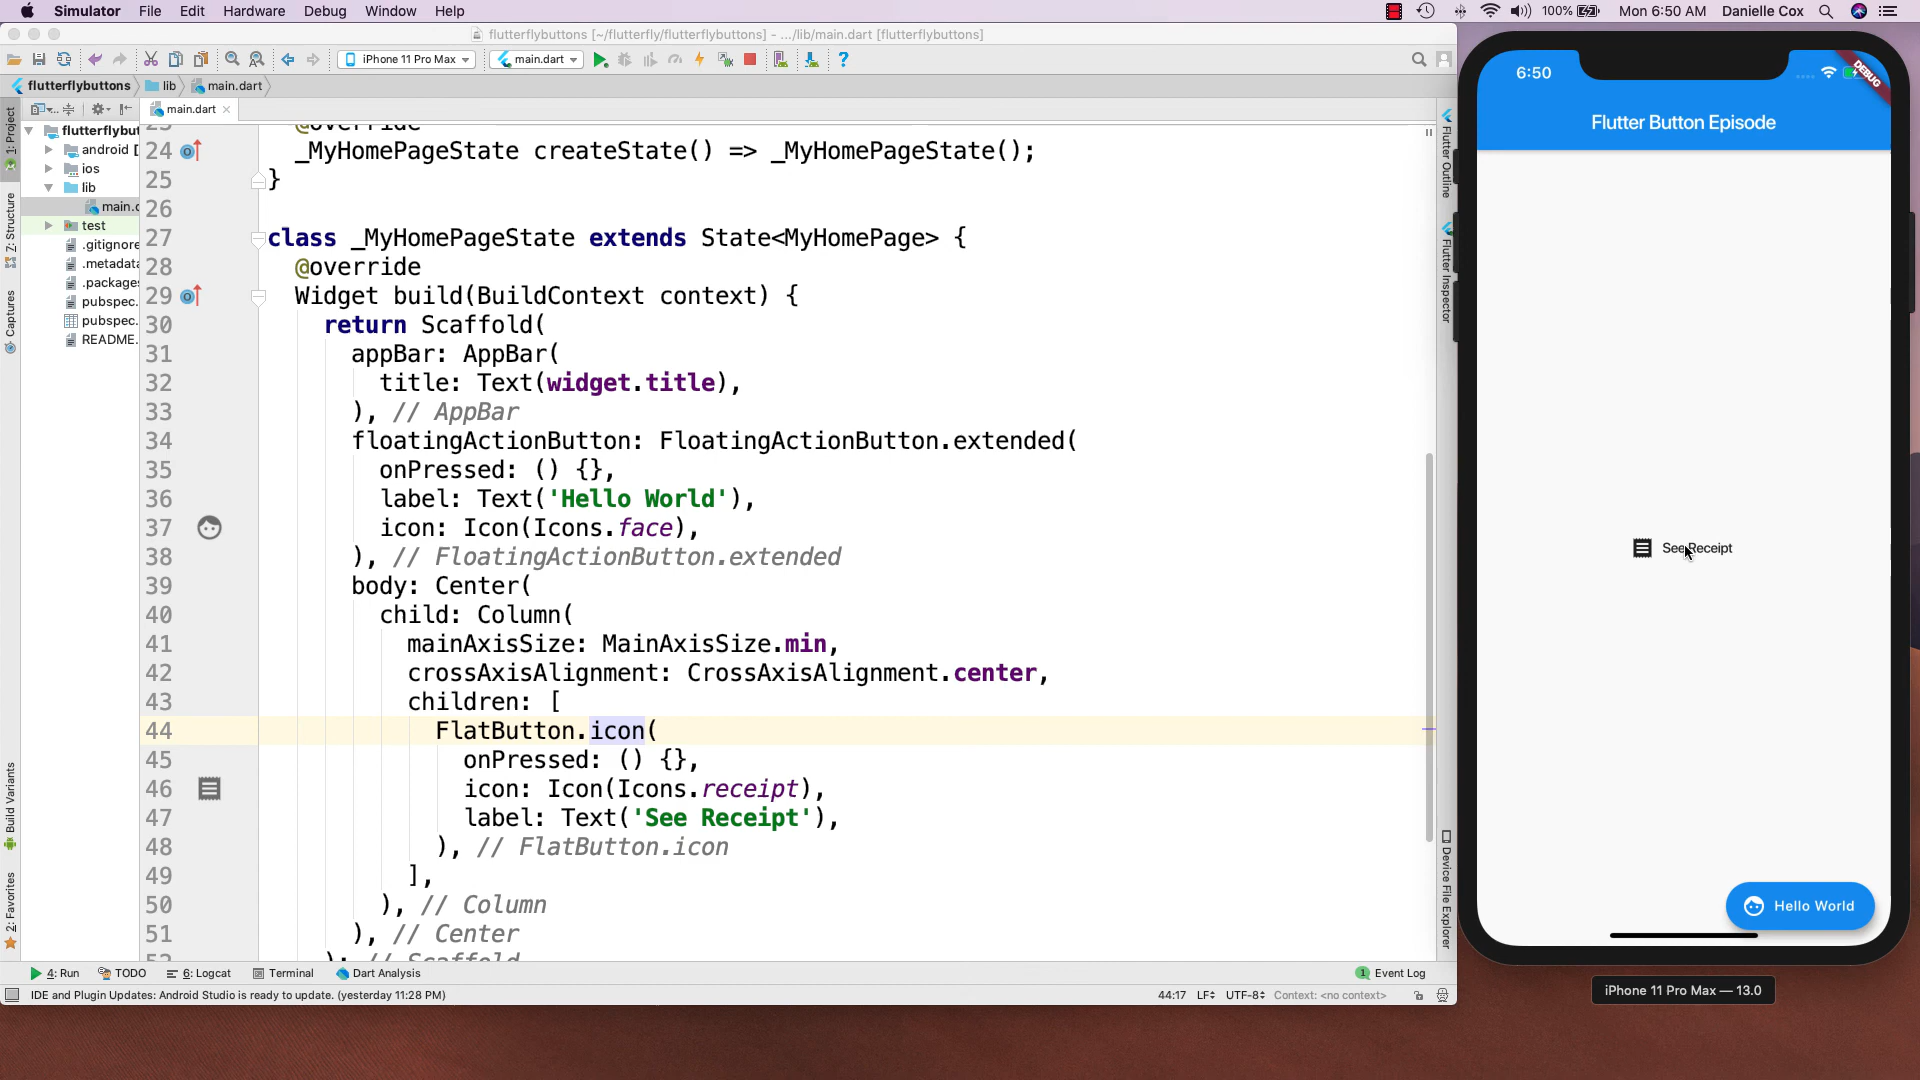 Simulator File Edit Hardware Debug Window Help 100% Mon 6:50 AM Danielle Cox
flutterflybuttons [~/flutterfly/flutterflybuttons] - .../lib/main.dart [flutterflybuttons]
iPhone 11 Pro Max main.dart
flutterflybuttons lib main.dart
main.dart
1: Project
Z: Structure
Captures
Build Variants
2: Favorites
flutterflybut
android [
ios
lib
main.d
test
.gitignore
.metadata
.packages
pubspec.
pubspec.
README.
23 @override
24 _MyHomePageState createState() => _MyHomePageState();
25 }
26
27 class _MyHomePageState extends State<MyHomePage> {
28 @override
29 Widget build(BuildContext context) {
30 return Scaffold(
31 appBar: AppBar(
32 title: Text(widget.title),
33 ), // AppBar
34 floatingActionButton: FloatingActionButton.extended(
35 onPressed: () {},
36 label: Text('Hello World'),
37 icon: Icon(Icons.face),
38 ), // FloatingActionButton.extended
39 body: Center(
40 child: Column(
41 mainAxisSize: MainAxisSize.min,
42 crossAxisAlignment: CrossAxisAlignment.center,
43 children: [
44 FlatButton.icon(
45 onPressed: () {},
46 icon: Icon(Icons.receipt),
47 label: Text('See Receipt'),
48 ), // FlatButton.icon
49 ],
50 ), // Column
51 ), // Center
52 ); // Scaffold
Flutter Outline
Flutter Inspector
Device File Explorer
4: Run TODO 6: Logcat Terminal Dart Analysis 1 Event Log
IDE and Plugin Updates: Android Studio is ready to update. (yesterday 11:28 PM) 44:17 LF UTF-8 Context: <no context>
6:50
DEBUG
Flutter Button Episode
See Receipt
Hello World
iPhone 11 Pro Max — 13.0